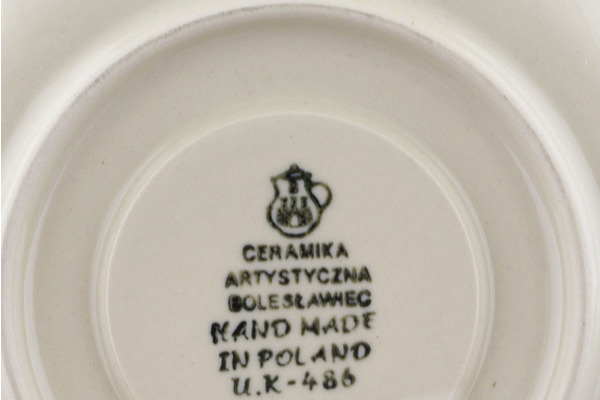 CERAMIKA
ARTYSTYCZNA
BOLESŁAWIEC
HAND MADE
IN POLAND
U.K-486